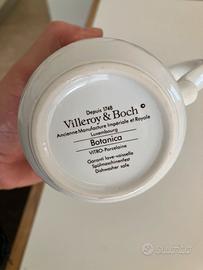 Depuis 1748
Villeroy & Boch ©
Ancienne Manufacture Impériale et Royale
Luxembourg
Botanica
VITRO-Porcelaine
Garanti lave-vaisselle
Spülmaschinenfest
Dishwasher safe
subito